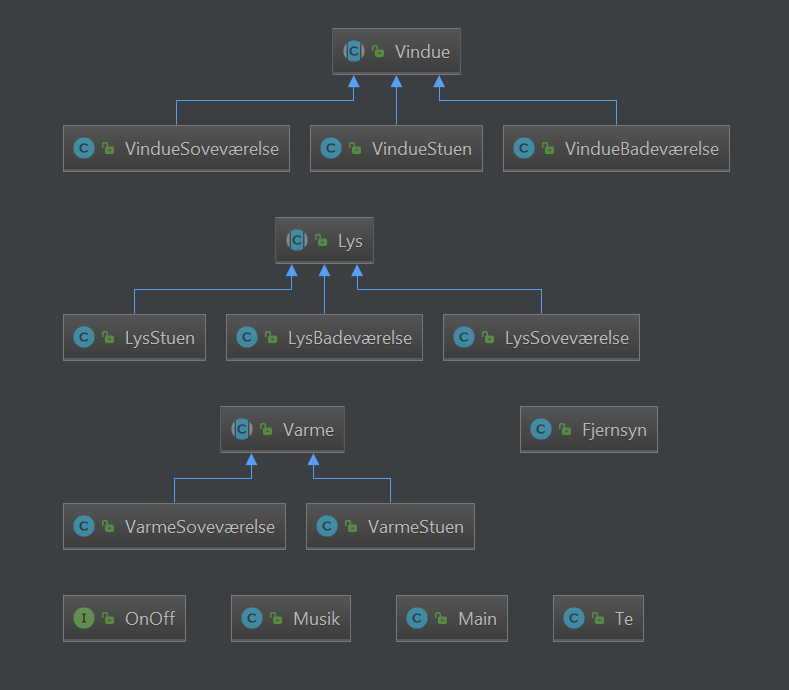 Vindue
VindueSoveværelse VindueStuen VindueBadeværelse
Lys
LysStuen LysBadeværelse LysSoveværelse
Varme Fjernsyn
VarmeSoveværelse VarmeStuen
OnOff Musik Main Te